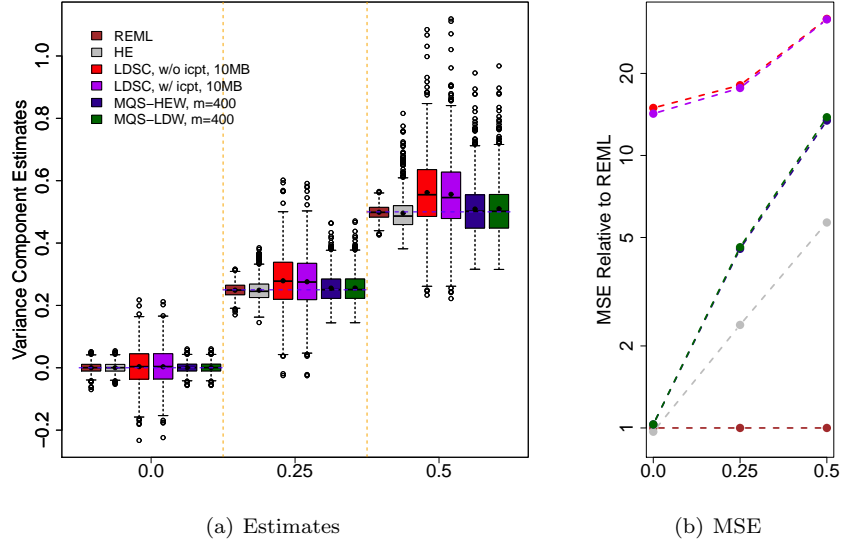 Variance Component Estimates
1.0
0.8
0.6
0.4
0.2
0.0
−0.2
REML
HE
LDSC, w/o icpt, 10MB
LDSC, w/ icpt, 10MB
MQS−HEW, m=400
MQS−LDW, m=400
0.0 0.25 0.5
(a) Estimates
MSE Relative to REML
20
10
5
2
1
0.0 0.25 0.5
(b) MSE